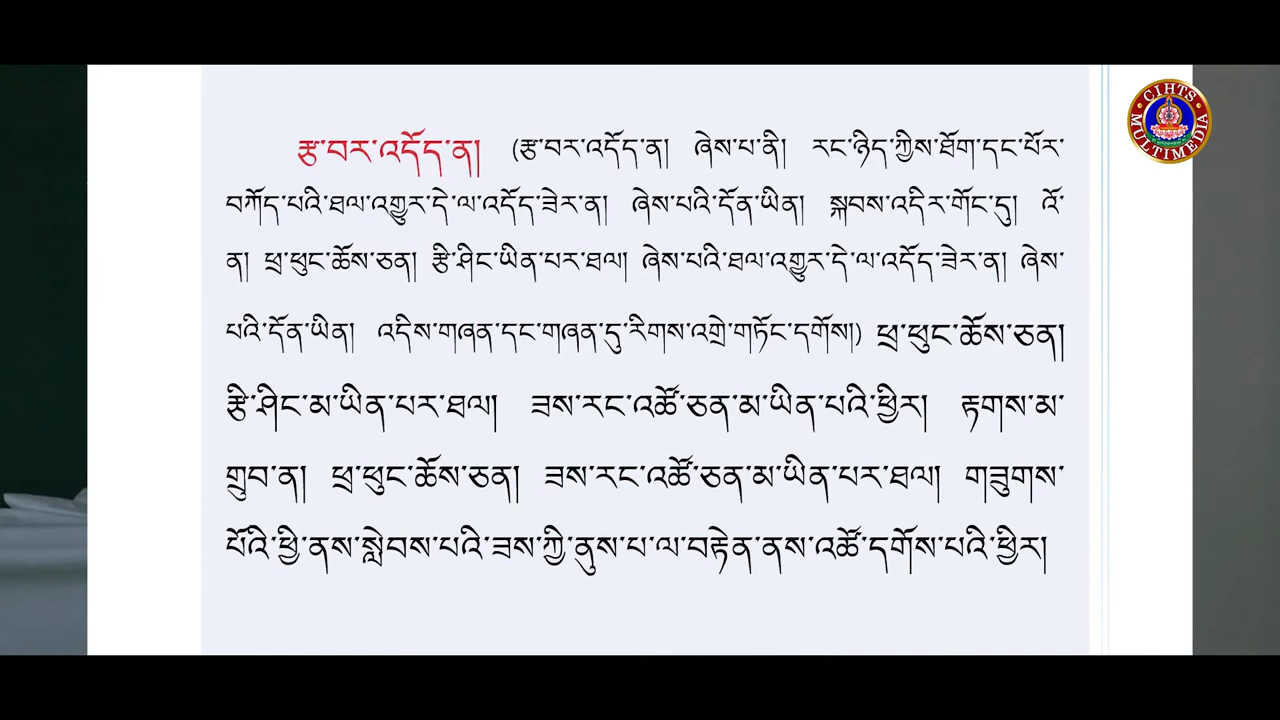 རྩ་བར་འདོད་ན། (རྩ་བར་འདོད་ན། ཞེས་པ་ནི། རང་ཉིད་ཀྱིས་ཐོག་དང་པོར་
བཀོད་པའི་ཐལ་འགྱུར་དེ་ལ་འདོད་ཟེར་ན། ཞེས་པའི་དོན་ཡིན། སྐབས་འདིར་གོང་དུ། འོ་
ན། ཕྲ་ཕུང་ཆོས་ཅན། རྩི་ཤིང་ཡིན་པར་ཐལ། ཞེས་པའི་ཐལ་འགྱུར་དེ་ལ་འདོད་ཟེར་ན། ཞེས་
པའི་དོན་ཡིན། འདིས་གཞན་དང་གཞན་དུ་རིགས་འགྲེ་གཏོང་དགོས།) ཕྲ་ཕུང་ཆོས་ཅན།
རྩི་ཤིང་མ་ཡིན་པར་ཐལ། ཟས་རང་འཚོ་ཅན་མ་ཡིན་པའི་ཕྱིར། རྟགས་མ་
གྲུབ་ན། ཕྲ་ཕུང་ཆོས་ཅན། ཟས་རང་འཚོ་ཅན་མ་ཡིན་པར་ཐལ། གཟུགས་
པོའི་ཕྱི་ནས་སླེབས་པའི་ཟས་ཀྱི་ནུས་པ་ལ་བརྟེན་ནས་འཚོ་དགོས་པའི་ཕྱིར།
CIHTS
MULTIMEDIA